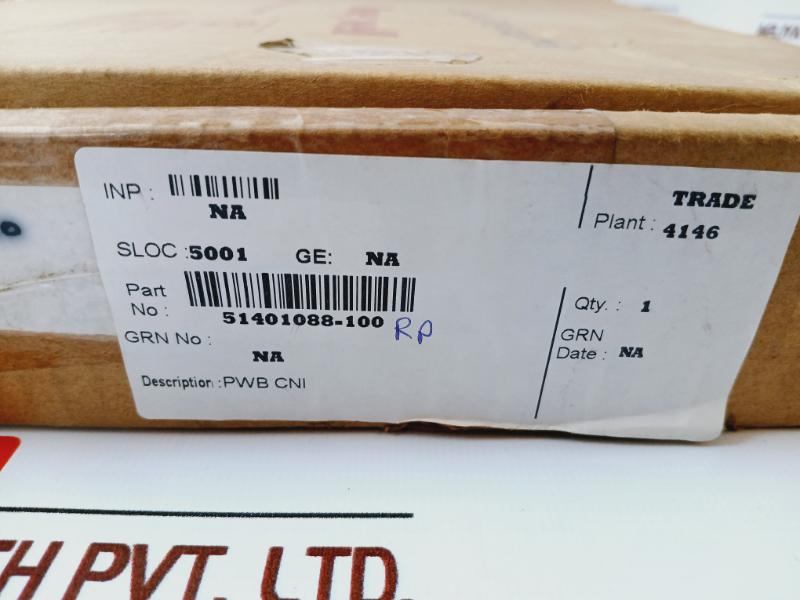 INP :
NA
TRADE
Plant : 4146
SLOC : 5001 GE: NA
Part No :
51401088-100 RP
Qty. : 1
GRN No :
NA
GRN Date : NA
Description : PWB CNI
TH PVT. LTD.